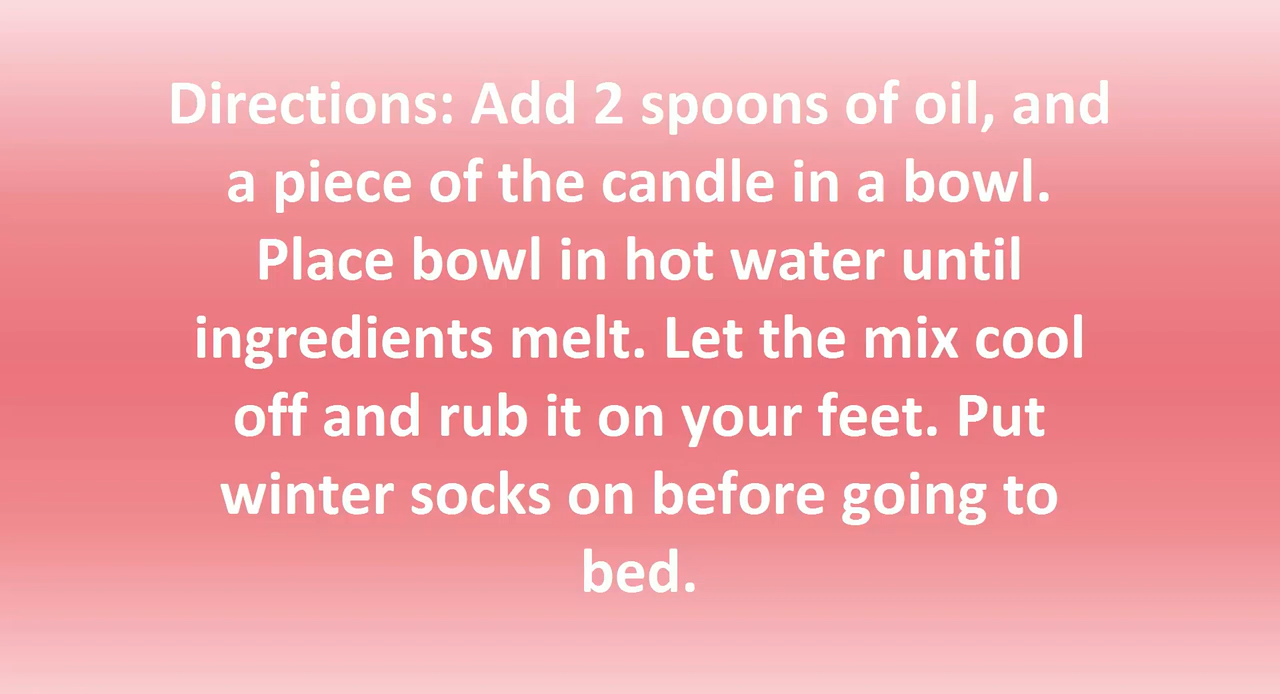 Directions: Add 2 spoons of oil, and
a piece of the candle in a bowl.
Place bowl in hot water until
ingredients melt. Let the mix cool
off and rub it on your feet. Put
winter socks on before going to
bed.